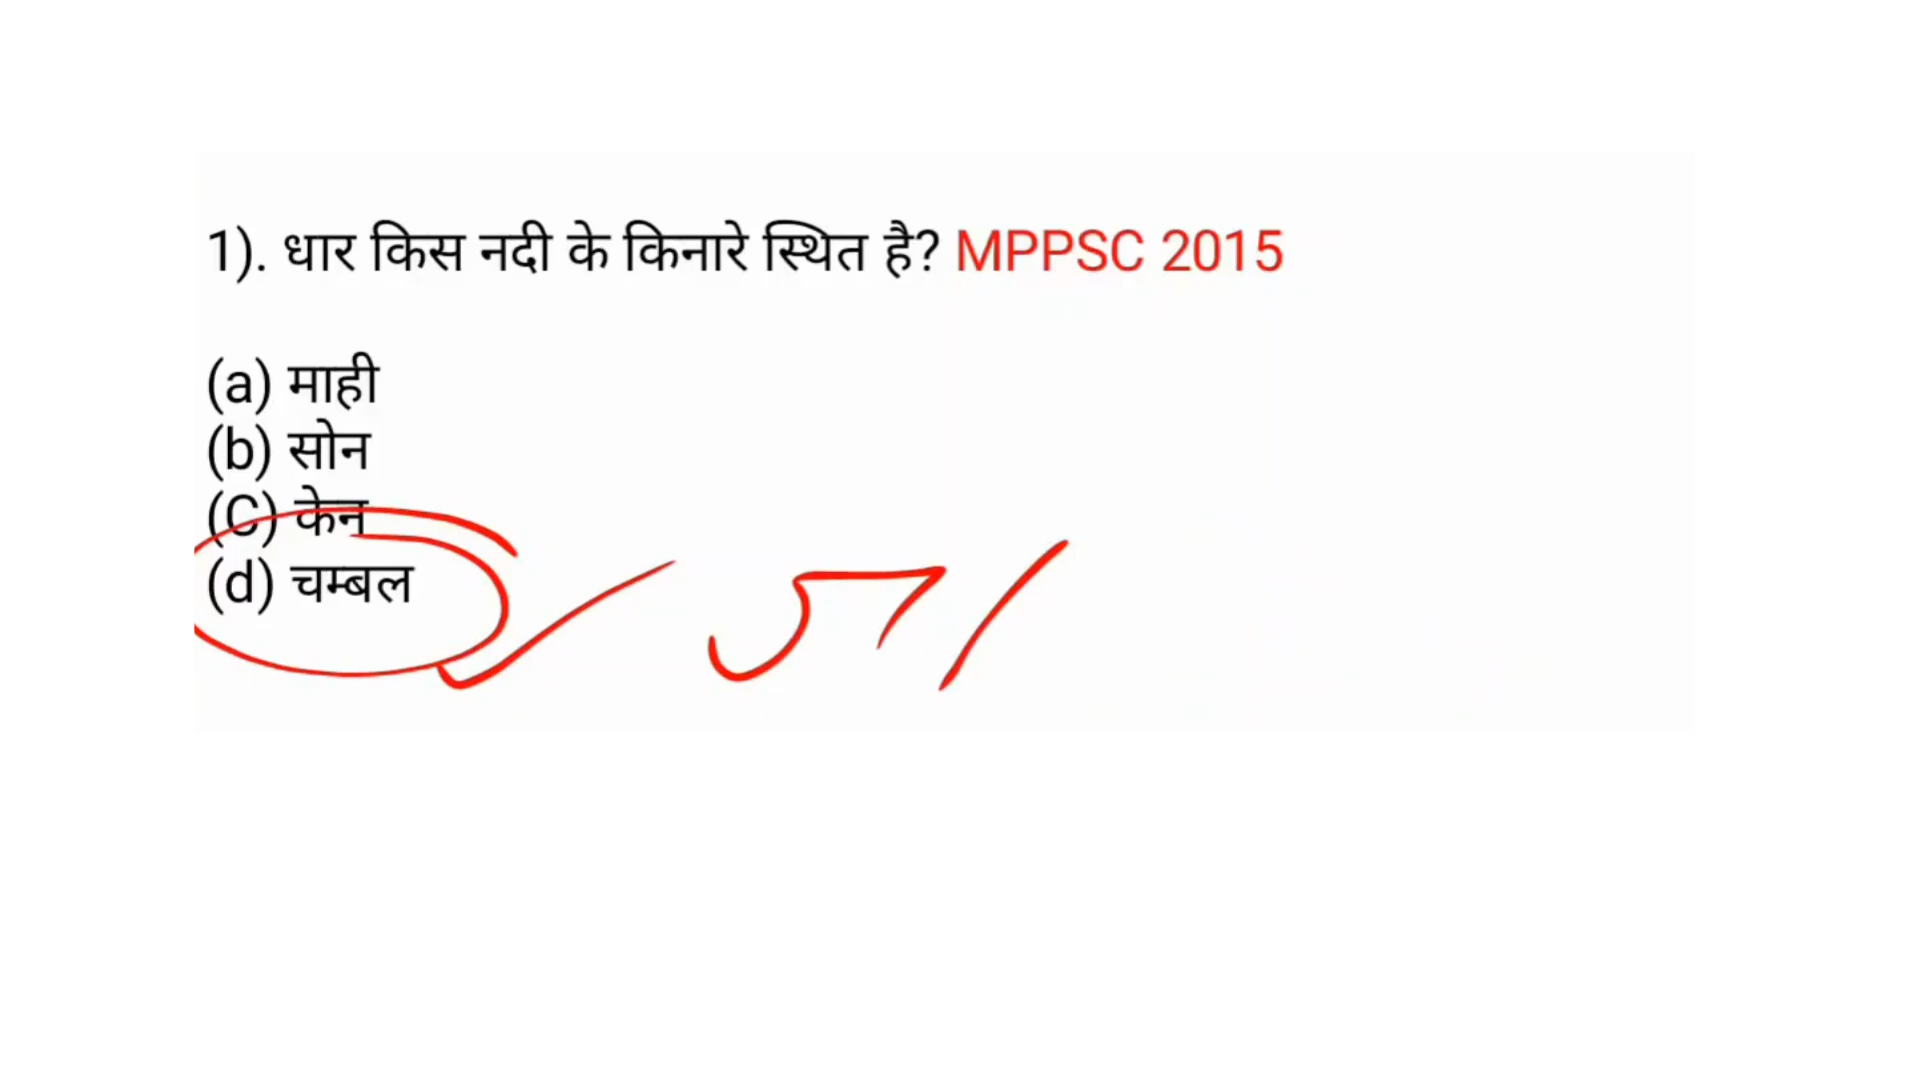 1). धार किस नदी के किनारे स्थित है? MPPSC 2015
(a) माही
(b) सोन
(C) केन
(d) चम्बल